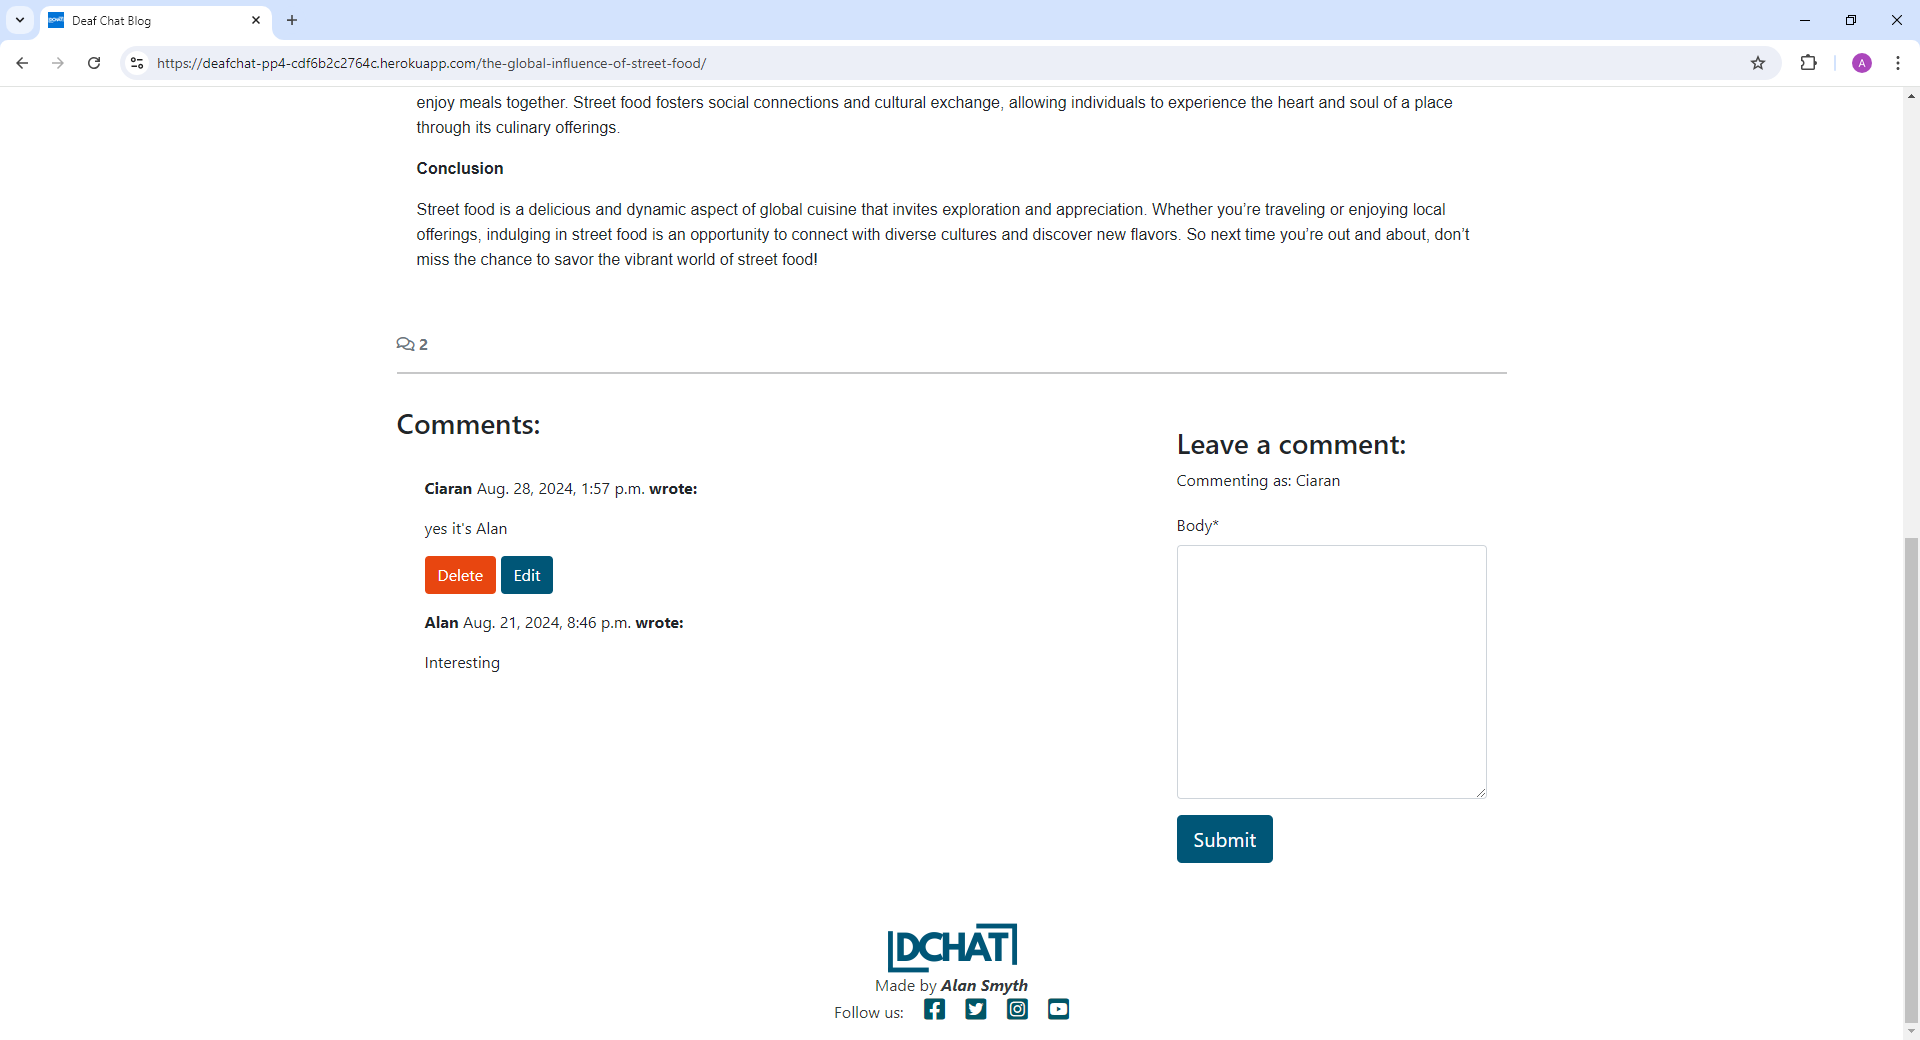 Deaf Chat Blog
https://deafchat-pp4-cdf6b2c2764c.herokuapp.com/the-global-influence-of-street-food/
A
enjoy meals together. Street food fosters social connections and cultural exchange, allowing individuals to experience the heart and soul of a place
through its culinary offerings.
Conclusion
Street food is a delicious and dynamic aspect of global cuisine that invites exploration and appreciation. Whether you’re traveling or enjoying local
offerings, indulging in street food is an opportunity to connect with diverse cultures and discover new flavors. So next time you’re out and about, don’t
miss the chance to savor the vibrant world of street food!
2
Comments:
Ciaran Aug. 28, 2024, 1:57 p.m. wrote:
yes it's Alan
Delete Edit
Alan Aug. 21, 2024, 8:46 p.m. wrote:
Interesting
Leave a comment:
Commenting as: Ciaran
Body*
Submit
DCHAT
Made by Alan Smyth
Follow us: